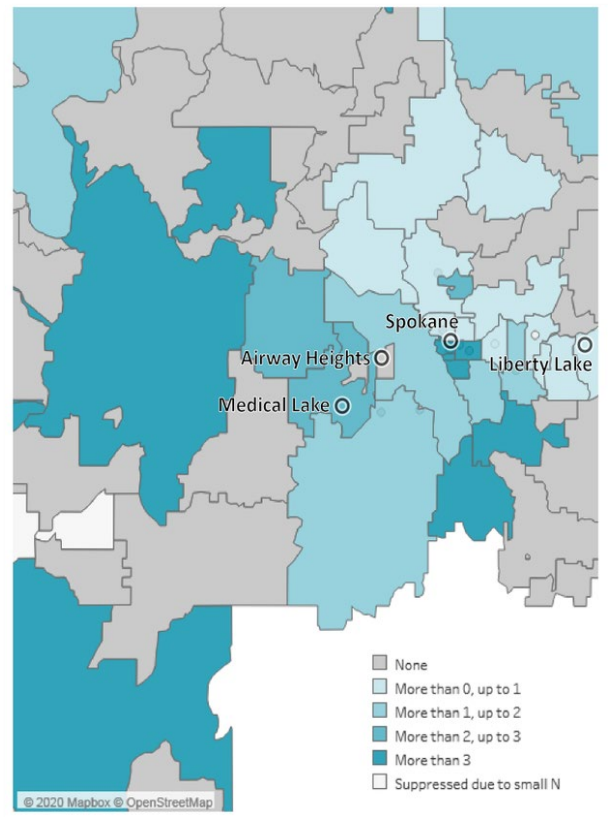 Spokane
Airway Heights
Liberty Lake
Medical Lake
None
More than 0, up to 1
More than 1, up to 2
More than 2, up to 3
More than 3
Suppressed due to small N
© 2020 Mapbox © OpenStreetMap